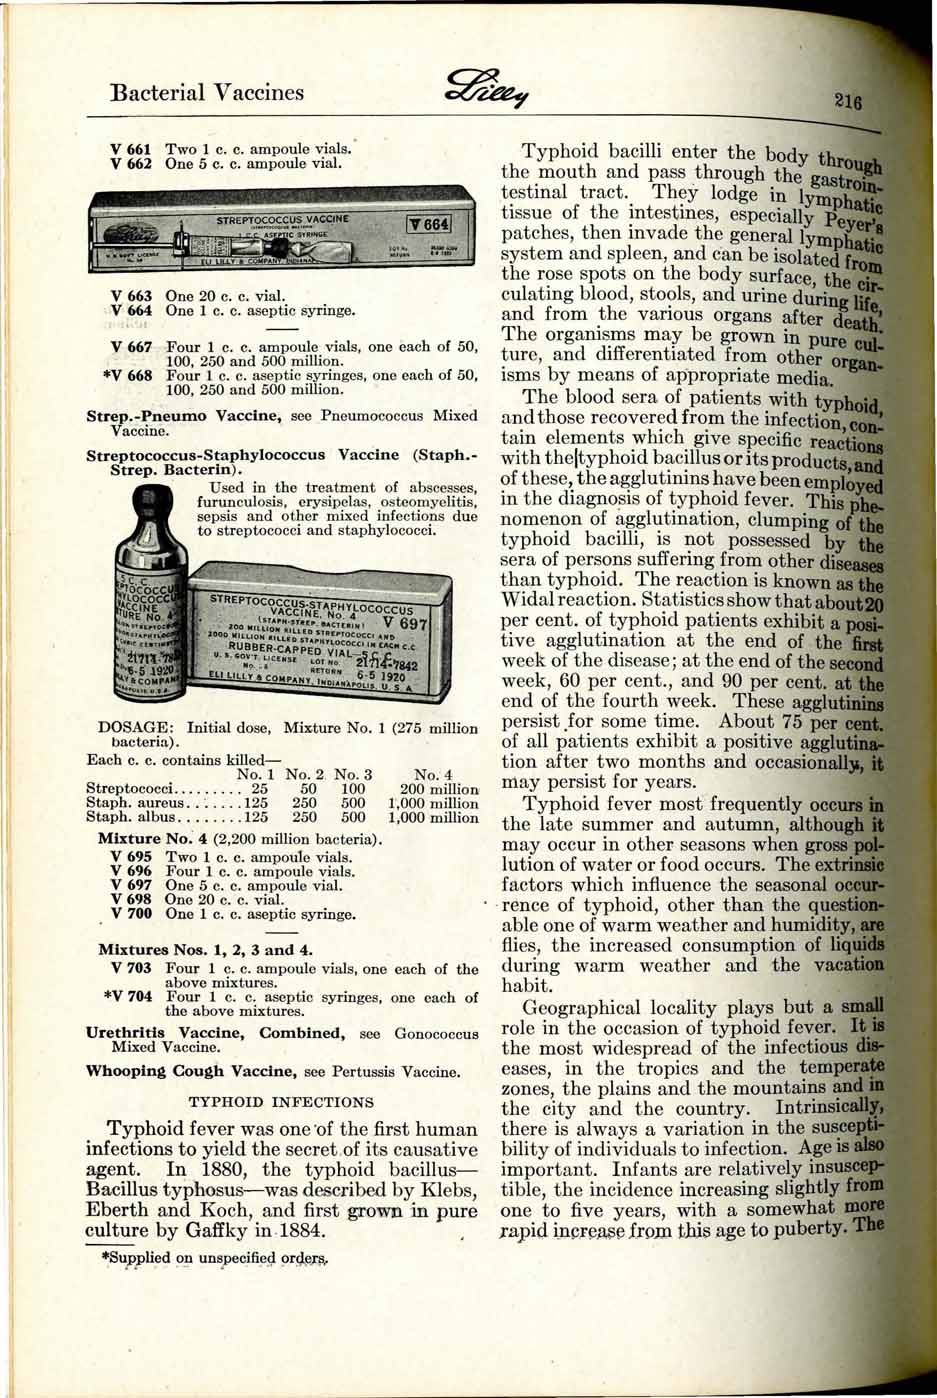 Bacterial Vaccines
Lilly
216
V 661 Two 1 c. c. ampoule vials.
V 662 One 5 c. c. ampoule vial.
STREPTOCOCCUS VACCINE
1 C. C. ASEPTIC SYRINGE
V 664
ELI LILLY & COMPANY, INDIANA
V 663 One 20 c. c. vial.
V 664 One 1 c. c. aseptic syringe.
V 667 Four 1 c. c. ampoule vials, one each of 50,
100, 250 and 500 million.
*V 668 Four 1 c. c. aseptic syringes, one each of 50,
100, 250 and 500 million.
Strep.-Pneumo Vaccine, see Pneumococcus Mixed
Vaccine.
Streptococcus-Staphylococcus Vaccine (Staph.-
Strep. Bacterin).
Used in the treatment of abscesses,
furunculosis, erysipelas, osteomyelitis,
sepsis and other mixed infections due
to streptococci and staphylococci.
5 C. C.
PTOCOCCU
HYLOCOCCU
VACCINE
TURE NO. 4
6-5 1920
LY & COMPAN
STREPTOCOCCUS-STAPHYLOCOCCUS
VACCINE, NO. 4
(STAPH-STREP. BACTERIN) V 697
200 MILLION KILLED STREPTOCOCCI AND
2000 MILLION KILLED STAPHYLOCOCCI IN EACH C.C.
RUBBER-CAPPED VIAL—5 C. C.
U. S. GOV'T. LICENSE LOT NO. 21714-7842
RETURN 6-5 1920
ELI LILLY & COMPANY, INDIANAPOLIS, U. S. A
DOSAGE: Initial dose, Mixture No. 1 (275 million
bacteria).
Each c. c. contains killed—
No. 1 No. 2 No. 3 No. 4
Streptococci......... 25 50 100 200 million
Staph. aureus.......125 250 500 1,000 million
Staph. albus........125 250 500 1,000 million
Mixture No. 4 (2,200 million bacteria).
V 695 Two 1 c. c. ampoule vials.
V 696 Four 1 c. c. ampoule vials.
V 697 One 5 c. c. ampoule vial.
V 698 One 20 c. c. vial.
V 700 One 1 c. c. aseptic syringe.
Mixtures Nos. 1, 2, 3 and 4.
V 703 Four 1 c. c. ampoule vials, one each of the
above mixtures.
*V 704 Four 1 c. c. aseptic syringes, one each of
the above mixtures.
Urethritis Vaccine, Combined, see Gonococcus
Mixed Vaccine.
Whooping Cough Vaccine, see Pertussis Vaccine.
TYPHOID INFECTIONS
Typhoid fever was one of the first human
infections to yield the secret of its causative
agent. In 1880, the typhoid bacillus—
Bacillus typhosus—was described by Klebs,
Eberth and Koch, and first grown in pure
culture by Gaffky in 1884.
*Supplied on unspecified orders.
Typhoid bacilli enter the body through
the mouth and pass through the gastroin-
testinal tract. They lodge in lymphatic
tissue of the intestines, especially Peyer's
patches, then invade the general lymphatic
system and spleen, and can be isolated from
the rose spots on the body surface, the cir-
culating blood, stools, and urine during life,
and from the various organs after death.
The organisms may be grown in pure cul-
ture, and differentiated from other organ-
isms by means of appropriate media.
The blood sera of patients with typhoid,
and those recovered from the infection, con-
tain elements which give specific reactions
with the typhoid bacillus or its products, and
of these, the agglutinins have been employed
in the diagnosis of typhoid fever. This phe-
nomenon of agglutination, clumping of the
typhoid bacilli, is not possessed by the
sera of persons suffering from other diseases
than typhoid. The reaction is known as the
Widal reaction. Statistics show that about 20
per cent. of typhoid patients exhibit a posi-
tive agglutination at the end of the first
week of the disease; at the end of the second
week, 60 per cent., and 90 per cent. at the
end of the fourth week. These agglutinins
persist for some time. About 75 per cent.
of all patients exhibit a positive agglutina-
tion after two months and occasionally, it
may persist for years.
Typhoid fever most frequently occurs in
the late summer and autumn, although it
may occur in other seasons when gross pol-
lution of water or food occurs. The extrinsic
factors which influence the seasonal occur-
rence of typhoid, other than the question-
able one of warm weather and humidity, are
flies, the increased consumption of liquids
during warm weather and the vacation
habit.
Geographical locality plays but a small
role in the occasion of typhoid fever. It is
the most widespread of the infectious dis-
eases, in the tropics and the temperate
zones, the plains and the mountains and in
the city and the country. Intrinsically,
there is always a variation in the suscepti-
bility of individuals to infection. Age is also
important. Infants are relatively insuscep-
tible, the incidence increasing slightly from
one to five years, with a somewhat more
rapid increase from this age to puberty. The